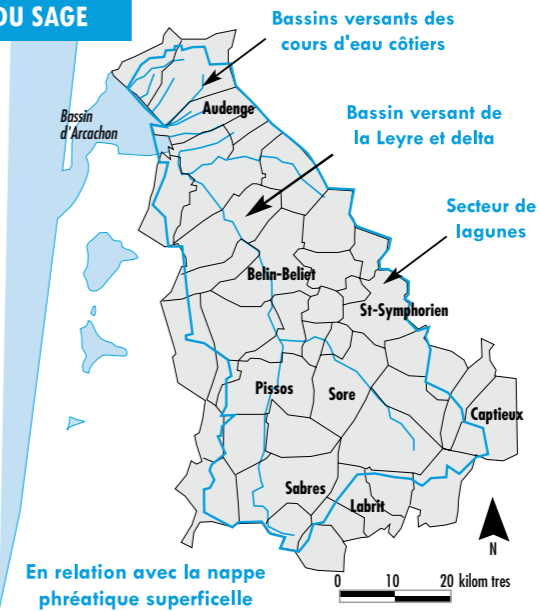 DU SAGE
Bassins versants des
cours d'eau côtiers
Bassin
d'Arcachon
Audenge
Bassin versant de
la Leyre et delta
Secteur de
lagunes
Belin-Beliet
St-Symphorien
Pissos
Sore
Captieux
Sabres
Labrit
N
En relation avec la nappe
phréatique superficelle
0 10 20 kilom tres